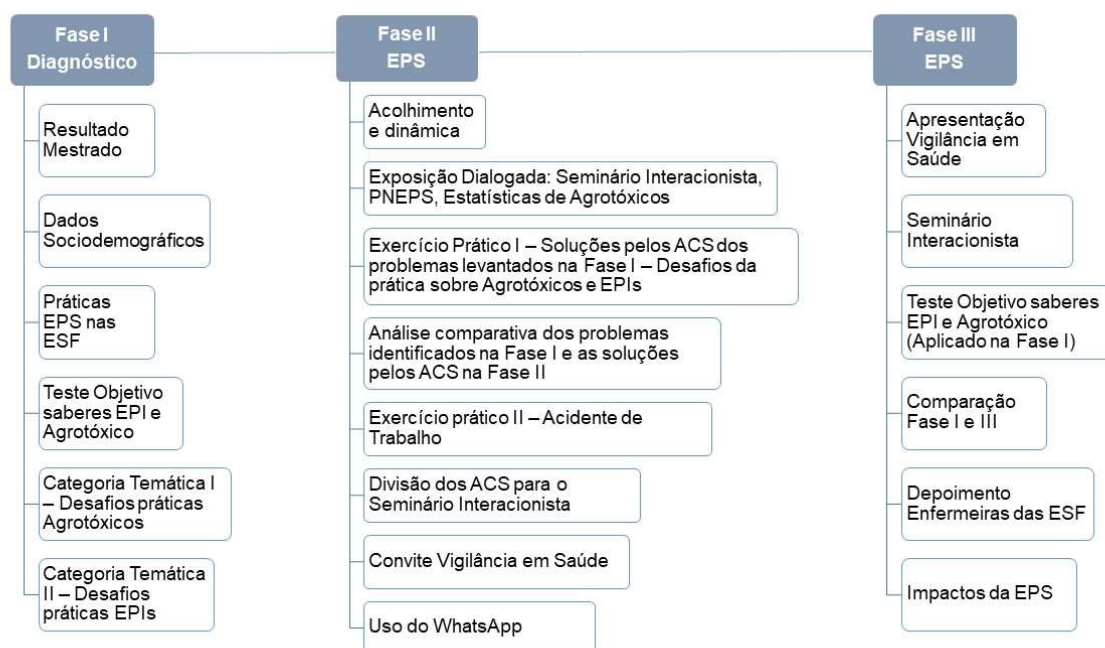 Fase I
Diagnóstico
Resultado
Mestrado
Dados
Sociodemográficos
Práticas
EPS nas
ESF
Teste Objetivo
saberes EPI e
Agrotóxico
Categoria Temática I
– Desafios práticas
Agrotóxicos
Categoria Temática
II – Desafios
práticas EPIs
Fase II
EPS
Acolhimento
e dinâmica
Exposição Dialogada: Seminário Interacionista,
PNEPS, Estatísticas de Agrotóxicos
Exercício Prático I – Soluções pelos ACS dos
problemas levantados na Fase I – Desafios da
prática sobre Agrotóxicos e EPIs
Análise comparativa dos problemas
identificados na Fase I e as soluções
pelos ACS na Fase II
Exercício prático II – Acidente de
Trabalho
Divisão dos ACS para o
Seminário Interacionista
Convite Vigilância em Saúde
Uso do WhatsApp
Fase III
EPS
Apresentação
Vigilância em
Saúde
Seminário
Interacionista
Teste Objetivo saberes
EPI e Agrotóxico
(Aplicado na Fase I)
Comparação
Fase I e III
Depoimento
Enfermeiras das ESF
Impactos da EPS